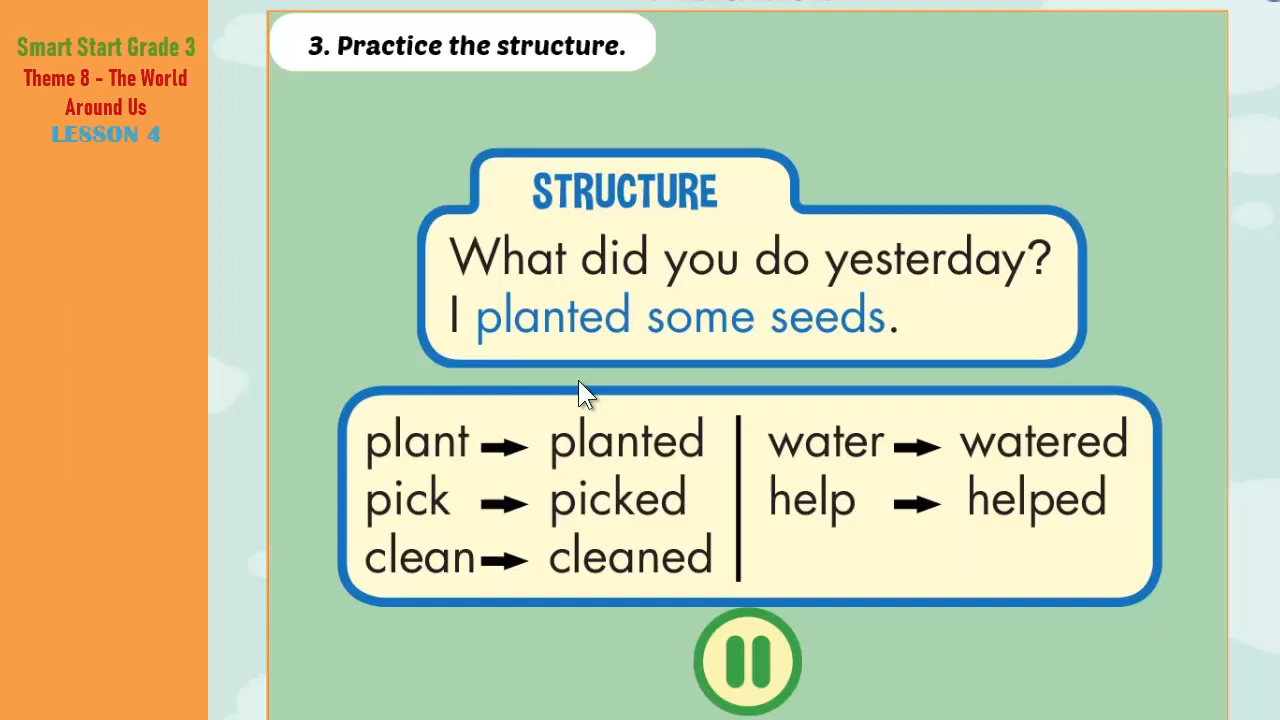 Smart Start Grade 3
Theme 8 - The World
Around Us
LESSON 4
3. Practice the structure.
STRUCTURE
What did you do yesterday?
I planted some seeds.
plant ➡ planted
pick ➡ picked
clean ➡ cleaned
water ➡ watered
help ➡ helped